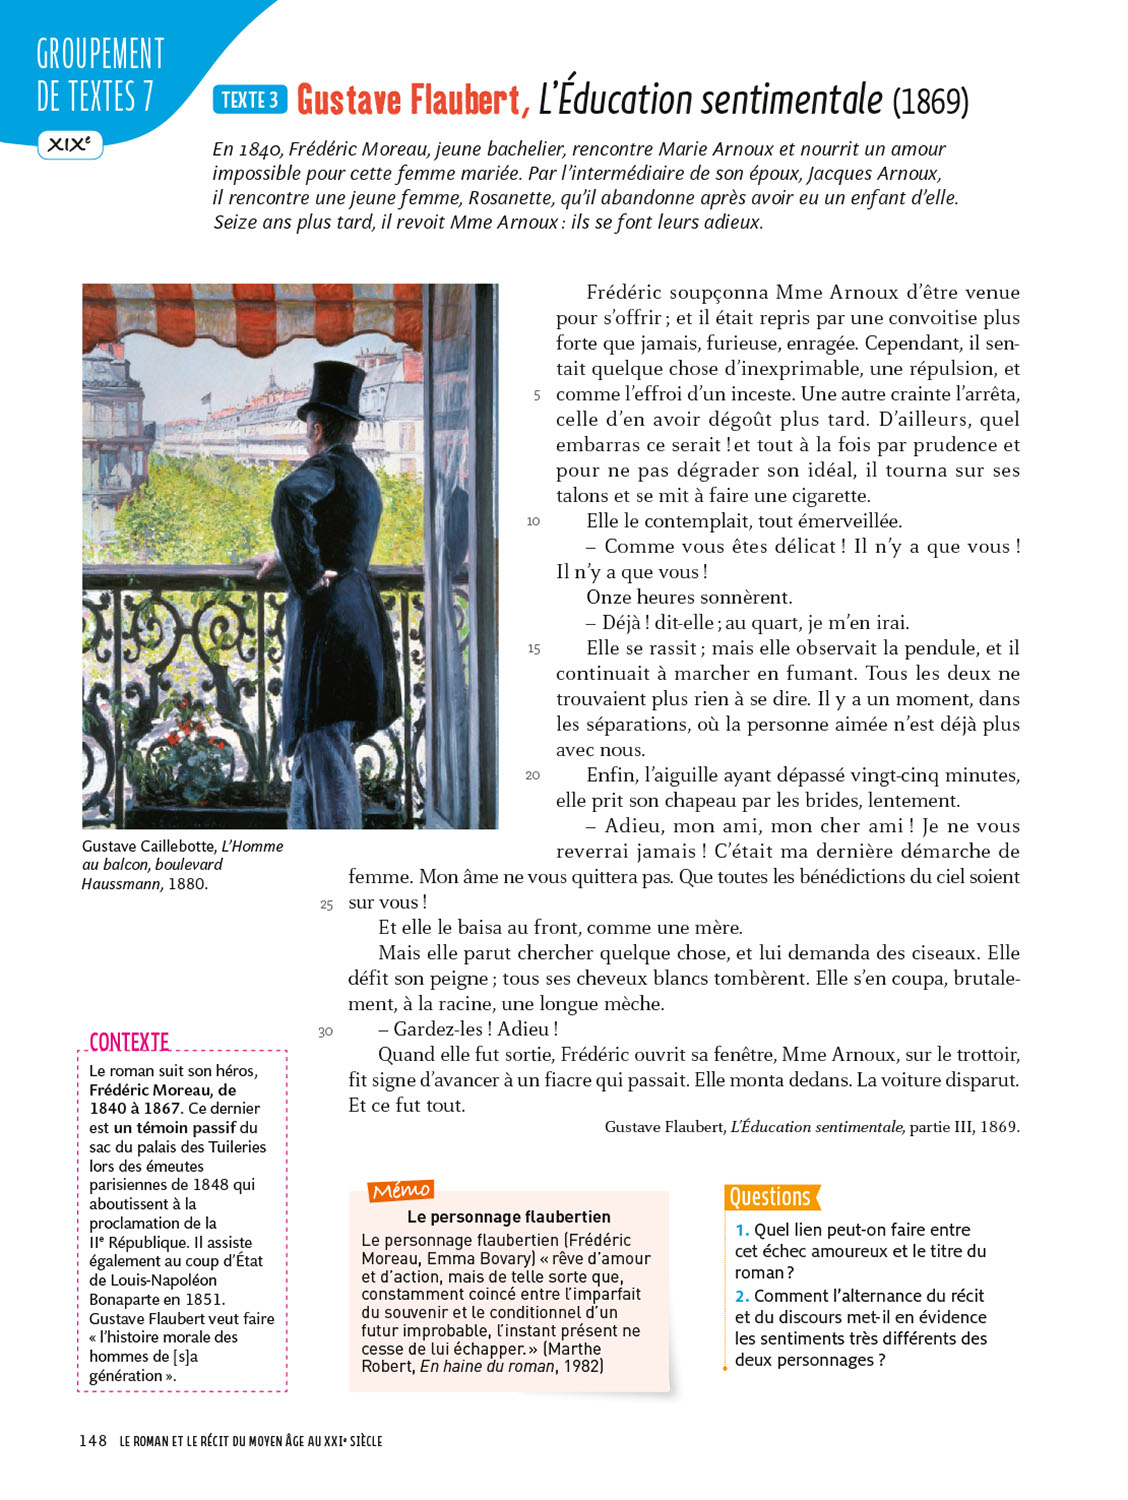 GROUPEMENT
DE TEXTES 7
XIXᵉ
TEXTE 3 Gustave Flaubert, L’Éducation sentimentale (1869)
En 1840, Frédéric Moreau, jeune bachelier, rencontre Marie Arnoux et nourrit un amour
impossible pour cette femme mariée. Par l’intermédiaire de son époux, Jacques Arnoux,
il rencontre une jeune femme, Rosanette, qu’il abandonne après avoir eu un enfant d’elle.
Seize ans plus tard, il revoit Mme Arnoux : ils se font leurs adieux.
Frédéric soupçonna Mme Arnoux d’être venue
pour s’offrir ; et il était repris par une convoitise plus
forte que jamais, furieuse, enragée. Cependant, il sen-
tait quelque chose d’inexprimable, une répulsion, et
5 comme l’effroi d’un inceste. Une autre crainte l’arrêta,
celle d’en avoir dégoût plus tard. D’ailleurs, quel
embarras ce serait ! et tout à la fois par prudence et
pour ne pas dégrader son idéal, il tourna sur ses
talons et se mit à faire une cigarette.
10 Elle le contemplait, tout émerveillée.
– Comme vous êtes délicat ! Il n’y a que vous !
Il n’y a que vous !
Onze heures sonnèrent.
– Déjà ! dit-elle ; au quart, je m’en irai.
15 Elle se rassit ; mais elle observait la pendule, et il
continuait à marcher en fumant. Tous les deux ne
trouvaient plus rien à se dire. Il y a un moment, dans
les séparations, où la personne aimée n’est déjà plus
avec nous.
20 Enfin, l’aiguille ayant dépassé vingt-cinq minutes,
elle prit son chapeau par les brides, lentement.
– Adieu, mon ami, mon cher ami ! Je ne vous
reverrai jamais ! C’était ma dernière démarche de
femme. Mon âme ne vous quittera pas. Que toutes les bénédictions du ciel soient
25 sur vous !
Et elle le baisa au front, comme une mère.
Mais elle parut chercher quelque chose, et lui demanda des ciseaux. Elle
défit son peigne ; tous ses cheveux blancs tombèrent. Elle s’en coupa, brutale-
ment, à la racine, une longue mèche.
30 – Gardez-les ! Adieu !
Quand elle fut sortie, Frédéric ouvrit sa fenêtre, Mme Arnoux, sur le trottoir,
fit signe d’avancer à un fiacre qui passait. Elle monta dedans. La voiture disparut.
Et ce fut tout.
Gustave Flaubert, L’Éducation sentimentale, partie III, 1869.
Gustave Caillebotte, L’Homme
au balcon, boulevard
Haussmann, 1880.
CONTEXTE
Le roman suit son héros,
Frédéric Moreau, de
1840 à 1867. Ce dernier
est un témoin passif du
sac du palais des Tuileries
lors des émeutes
parisiennes de 1848 qui
aboutissent à la
proclamation de la
IIᵉ République. Il assiste
également au coup d’État
de Louis-Napoléon
Bonaparte en 1851.
Gustave Flaubert veut faire
« l’histoire morale des
hommes de [s]a
génération ».
Mémo
Le personnage flaubertien
Le personnage flaubertien (Frédéric
Moreau, Emma Bovary) « rêve d’amour
et d’action, mais de telle sorte que,
constamment coincé entre l’imparfait
du souvenir et le conditionnel d’un
futur improbable, l’instant présent ne
cesse de lui échapper. » (Marthe
Robert, En haine du roman, 1982)
Questions
1. Quel lien peut-on faire entre
cet échec amoureux et le titre du
roman ?
2. Comment l’alternance du récit
et du discours met-il en évidence
les sentiments très différents des
deux personnages ?
148 LE ROMAN ET LE RÉCIT DU MOYEN ÂGE AU XXIᵉ SIÈCLE